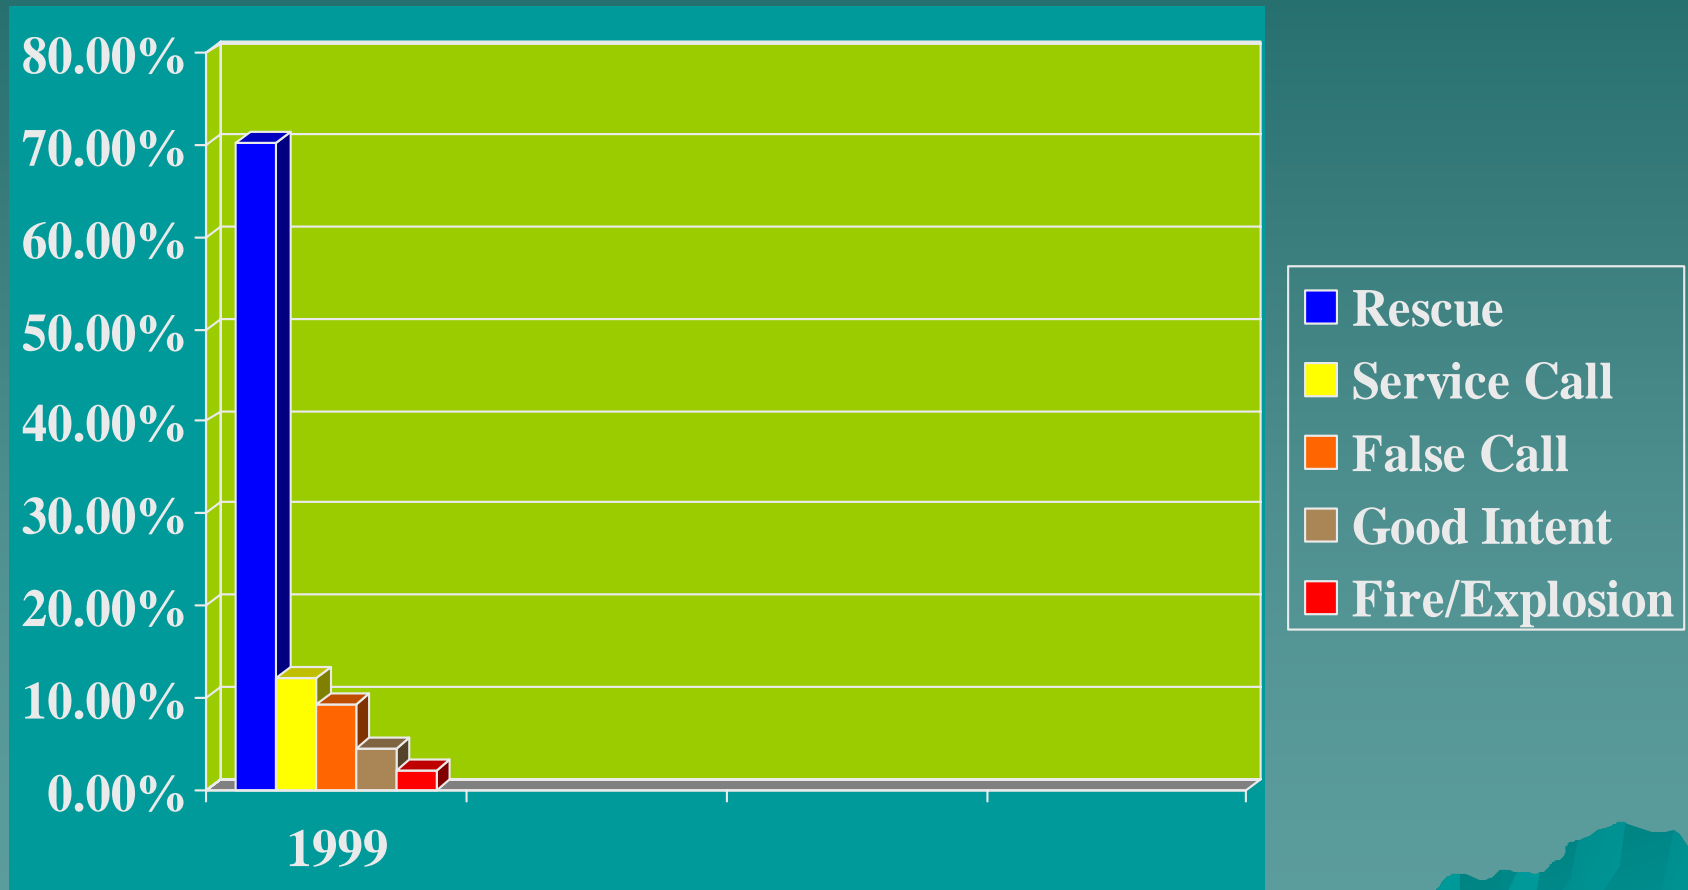 80.00%
70.00%
60.00%
50.00%
40.00%
30.00%
20.00%
10.00%
0.00%
1999
Rescue
Service Call
False Call
Good Intent
Fire/Explosion